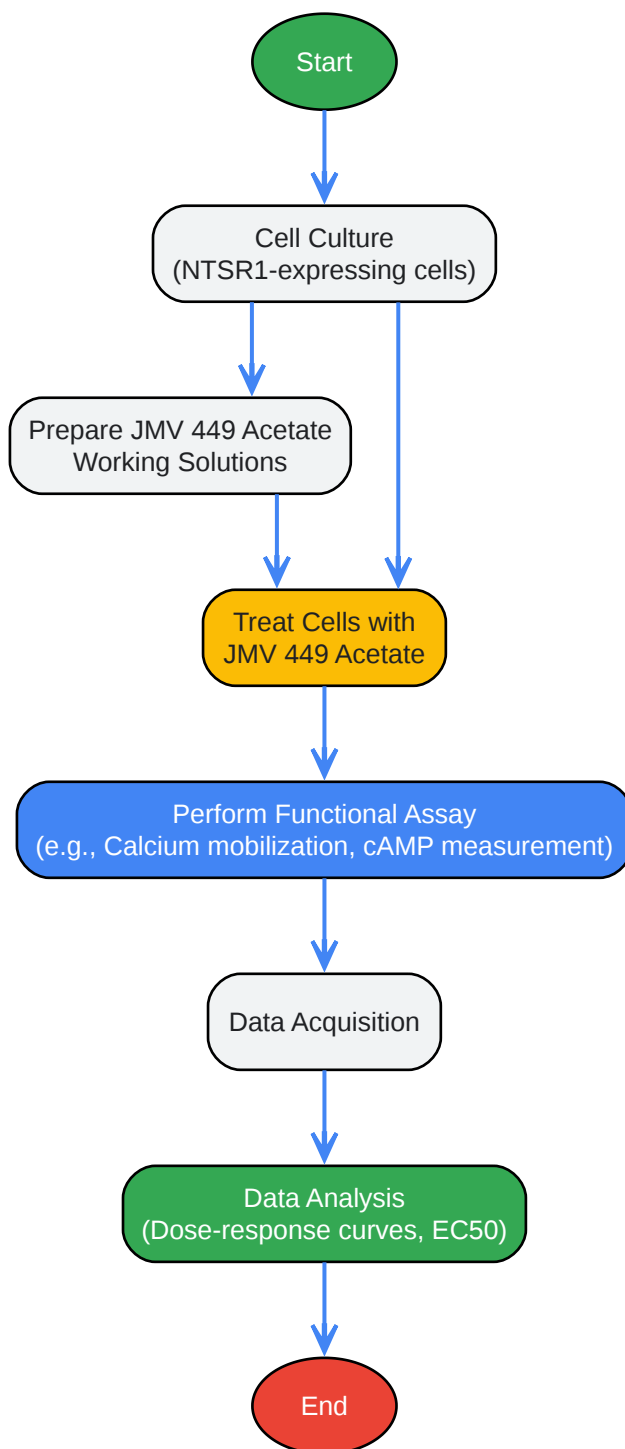 Start
Cell Culture
(NTSR1-expressing cells)
Prepare JMV 449 Acetate
Working Solutions
Treat Cells with
JMV 449 Acetate
Perform Functional Assay
(e.g., Calcium mobilization, cAMP measurement)
Data Acquisition
Data Analysis
(Dose-response curves, EC50)
End